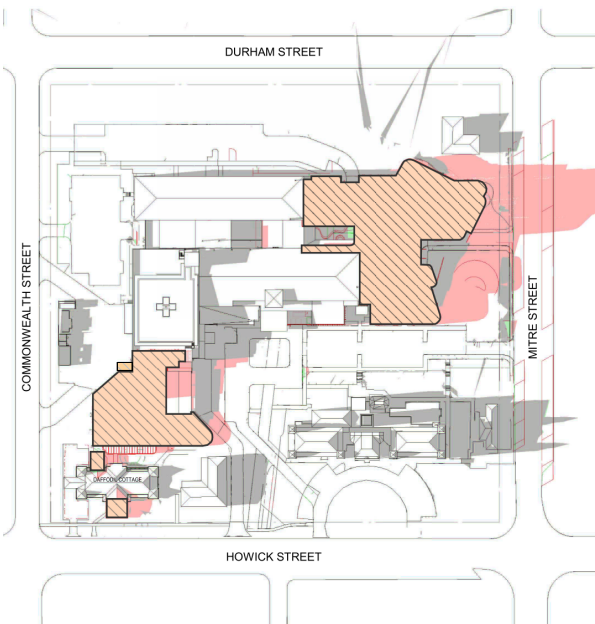 DURHAM STREET
COMMONWEALTH STREET
MITRE STREET
DAFFODIL COTTAGE
HOWICK STREET